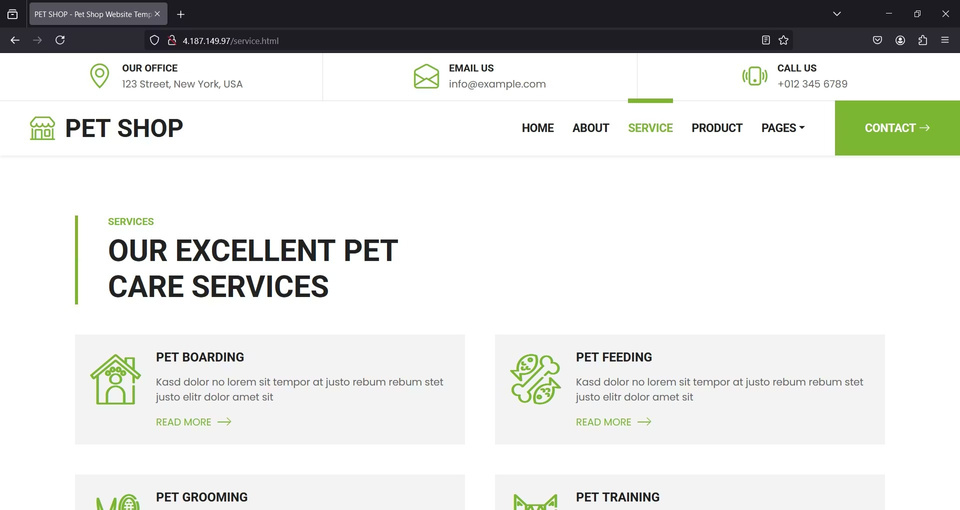 PET SHOP - Pet Shop Website Temp
4.187.149.97/service.html
OUR OFFICE
123 Street, New York, USA
EMAIL US
info@example.com
CALL US
+012 345 6789
PET SHOP
HOME ABOUT SERVICE PRODUCT PAGES CONTACT
SERVICES
OUR EXCELLENT PET
CARE SERVICES
PET BOARDING
Kasd dolor no lorem sit tempor at justo rebum rebum stet
justo elitr dolor amet sit
READ MORE
PET FEEDING
Kasd dolor no lorem sit tempor at justo rebum rebum stet
justo elitr dolor amet sit
READ MORE
PET GROOMING
PET TRAINING